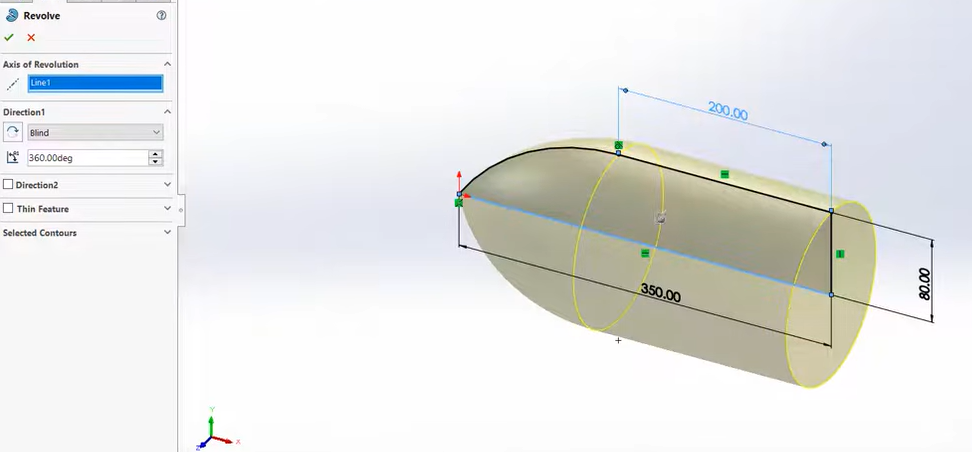 Revolve
Axis of Revolution
Line1
Direction1
Blind
360.00deg
Direction2
Thin Feature
Selected Contours
200.00
350.00
80.00
Y
X
Z